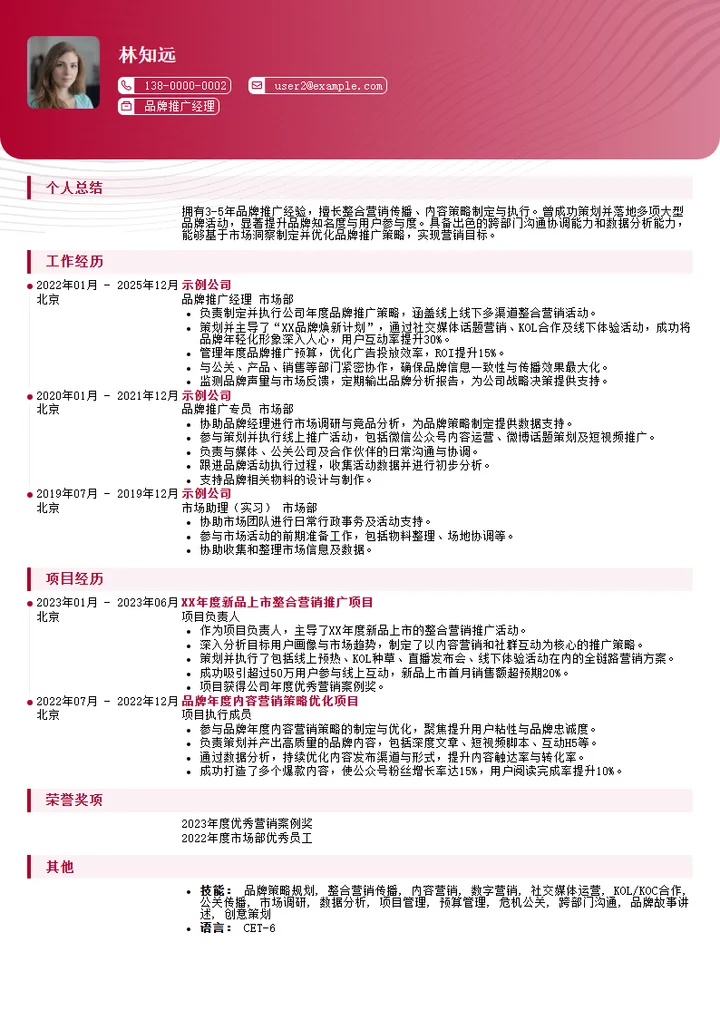 林知远
138-0000-0002 user2@example.com
品牌推广经理
个人总结
拥有3-5年品牌推广经验，擅长整合营销传播、内容策略制定与执行。曾成功策划并落地多项大型
品牌活动，显著提升品牌知名度与用户参与度。具备出色的跨部门沟通协调能力和数据分析能力，
能够基于市场洞察制定并优化品牌推广策略，实现营销目标。
工作经历
2022年01月 - 2025年12月 示例公司
北京 品牌推广经理 市场部
• 负责制定并执行公司年度品牌推广策略，涵盖线上线下多渠道整合营销活动。
• 策划并主导了“XX品牌焕新计划”，通过社交媒体话题营销、KOL合作及线下体验活动，成功将
品牌年轻化形象深入人心，用户互动率提升30%。
• 管理年度品牌推广预算，优化广告投放效率，ROI提升15%。
• 与公关、产品、销售等部门紧密协作，确保品牌信息一致性与传播效果最大化。
• 监测品牌声量与市场反馈，定期输出品牌分析报告，为公司战略决策提供支持。
2020年01月 - 2021年12月 示例公司
北京 品牌推广专员 市场部
• 协助品牌经理进行市场调研与竞品分析，为品牌策略制定提供数据支持。
• 参与策划并执行线上推广活动，包括微信公众号内容运营、微博话题策划及短视频推广。
• 负责与媒体、公关公司及合作伙伴的日常沟通与协调。
• 跟进品牌活动执行过程，收集活动数据并进行初步分析。
• 支持品牌相关物料的设计与制作。
2019年07月 - 2019年12月 示例公司
北京 市场助理（实习） 市场部
• 协助市场团队进行日常行政事务及活动支持。
• 参与市场活动的前期准备工作，包括物料整理、场地协调等。
• 协助收集和整理市场信息及数据。
项目经历
2023年01月 - 2023年06月 XX年度新品上市整合营销推广项目
北京 项目负责人
• 作为项目负责人，主导了XX年度新品上市的整合营销推广活动。
• 深入分析目标用户画像与市场趋势，制定了以内容营销和社群互动为核心的推广策略。
• 策划并执行了包括线上预热、KOL种草、直播发布会、线下体验活动在内的全链路营销方案。
• 成功吸引超过50万用户参与线上互动，新品上市首月销售额超预期20%。
• 项目获得公司年度优秀营销案例奖。
2022年07月 - 2022年12月 品牌年度内容营销策略优化项目
北京 项目执行成员
• 参与品牌年度内容营销策略的制定与优化，聚焦提升用户粘性与品牌忠诚度。
• 负责策划并产出高质量的品牌内容，包括深度文章、短视频脚本、互动H5等。
• 通过数据分析，持续优化内容发布渠道与形式，提升内容触达率与转化率。
• 成功打造了多个爆款内容，使公众号粉丝增长率达15%，用户阅读完成率提升10%。
荣誉奖项
2023年度优秀营销案例奖
2022年度市场部优秀员工
其他
• 技能： 品牌策略规划, 整合营销传播, 内容营销, 数字营销, 社交媒体运营, KOL/KOC合作,
公关传播, 市场调研, 数据分析, 项目管理, 预算管理, 危机公关, 跨部门沟通, 品牌故事讲
述, 创意策划
• 语言： CET-6